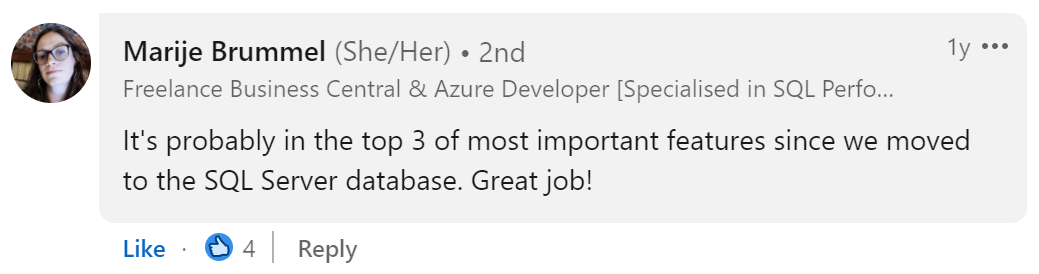 Marije Brummel (She/Her) • 2nd 1y •••
Freelance Business Central & Azure Developer [Specialised in SQL Perfo...
It's probably in the top 3 of most important features since we moved
to the SQL Server database. Great job!
Like · 4 | Reply